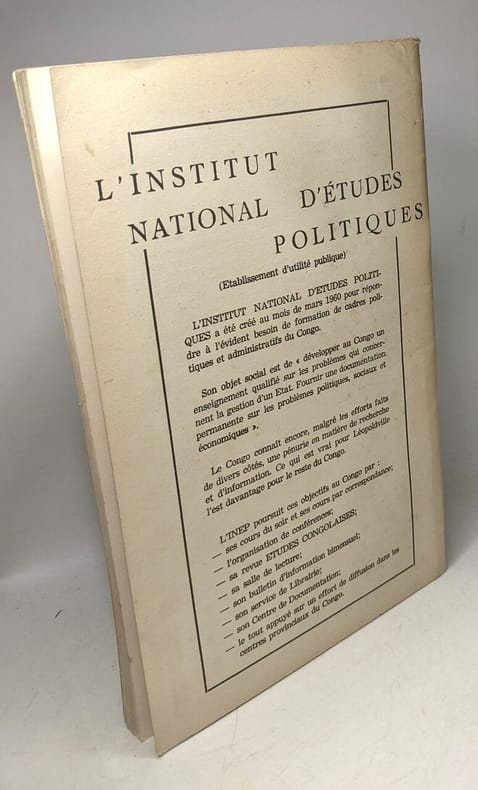 L'INSTITUT
NATIONAL D'ÉTUDES
POLITIQUES
(Etablissement d'utilité publique)
L'INSTITUT NATIONAL D'ETUDES POLITI-
QUES a été créé au mois de mars 1960 pour répon-
dre à l'évident besoin de formation de cadres poli-
tiques et administratifs du Congo.
Son objet social est de « développer au Congo un
enseignement qualifié sur les problèmes qui concer-
nent la gestion d'un Etat. Fournir une documentation
permanente sur les problèmes politiques, sociaux et
économiques ».
Le Congo connaît encore, malgré les efforts faits
de divers côtés, une pénurie en matière de recherche
et d'information. Ce qui est vrai pour Léopoldville
l'est davantage pour le reste du Congo.
L'INEP poursuit ces objectifs au Congo par :
— ses cours du soir et ses cours par correspondance;
— l'organisation de conférences;
— sa revue ETUDES CONGOLAISES;
— sa salle de lecture;
— son bulletin d'information bimensuel;
— son service de Librairie;
— son Centre de Documentation;
— le tout appuyé sur un effort de diffusion dans les
centres provinciaux du Congo.